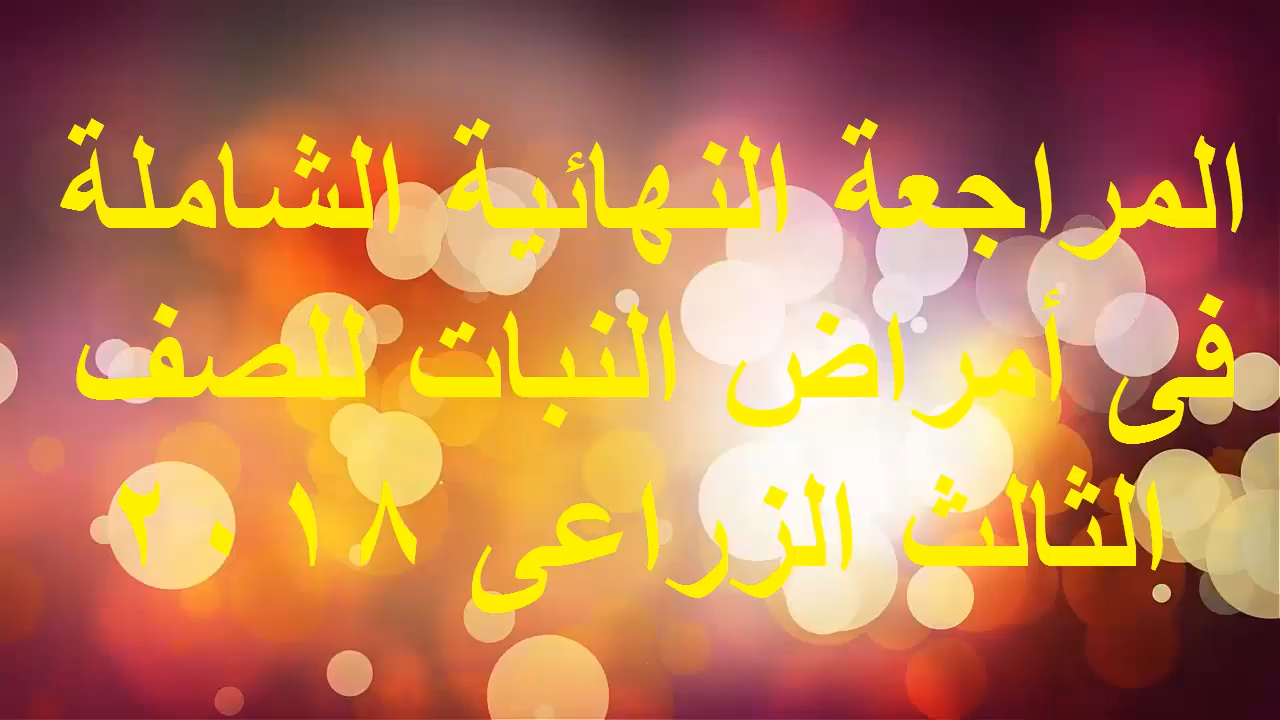 المراجعة النهائية الشاملة
فى أمراض النبات للصف
الثالث الزراعى ٢٠١٨